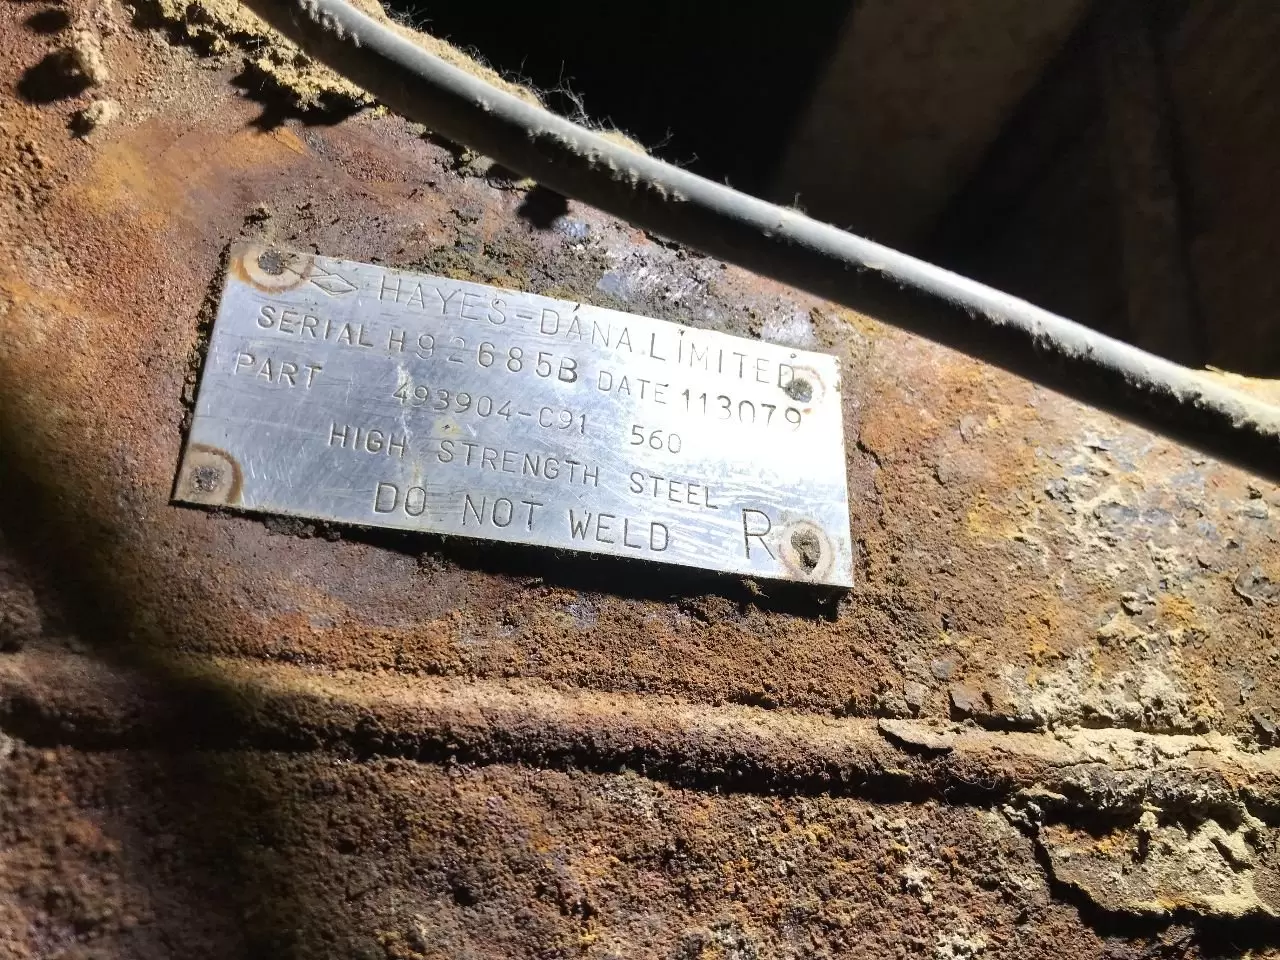 HAYES-DANA LIMITED
SERIAL H92685B DATE 113079
PART 493904-C91 560
HIGH STRENGTH STEEL
DO NOT WELD R